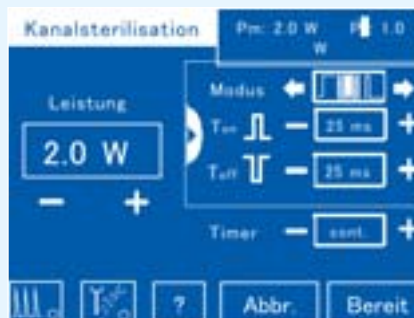 Kanalsterilisation
Pm: 2.0 W P 1.0
W
Leistung
2.0 W
Modus
Ton 25 ms
Toff 25 ms
Timer cont.
? Abbr. Bereit